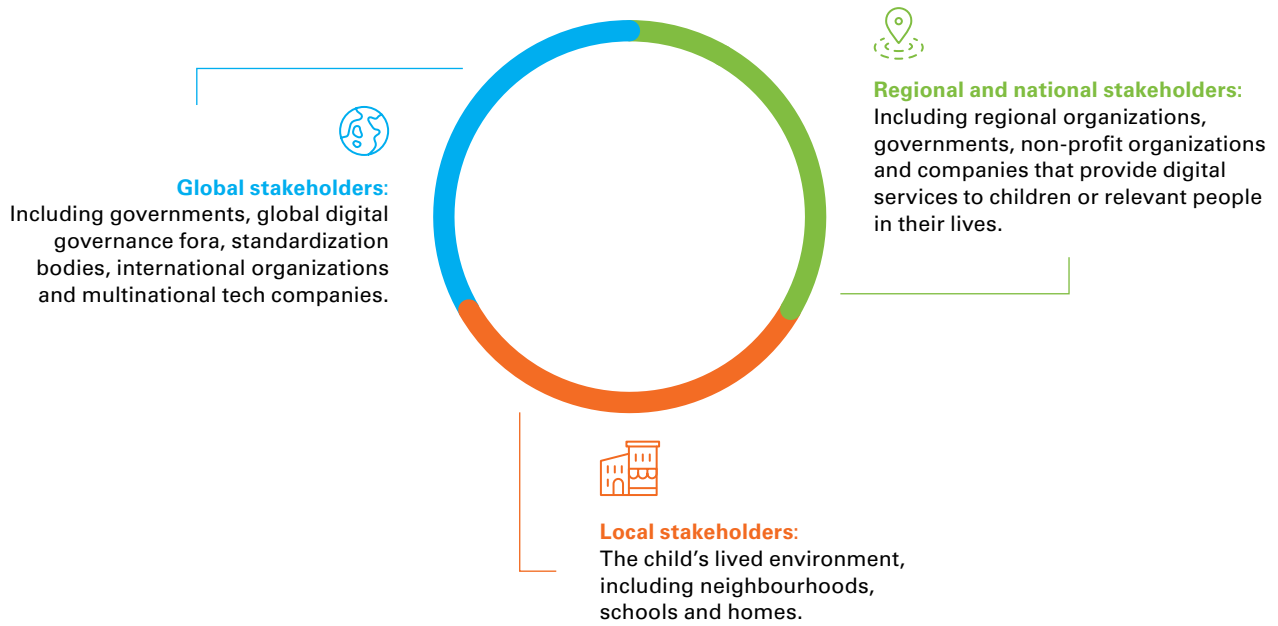 Global stakeholders:
Including governments, global digital
governance fora, standardization
bodies, international organizations
and multinational tech companies.
Regional and national stakeholders:
Including regional organizations,
governments, non-profit organizations
and companies that provide digital
services to children or relevant people
in their lives.
Local stakeholders:
The child’s lived environment,
including neighbourhoods,
schools and homes.